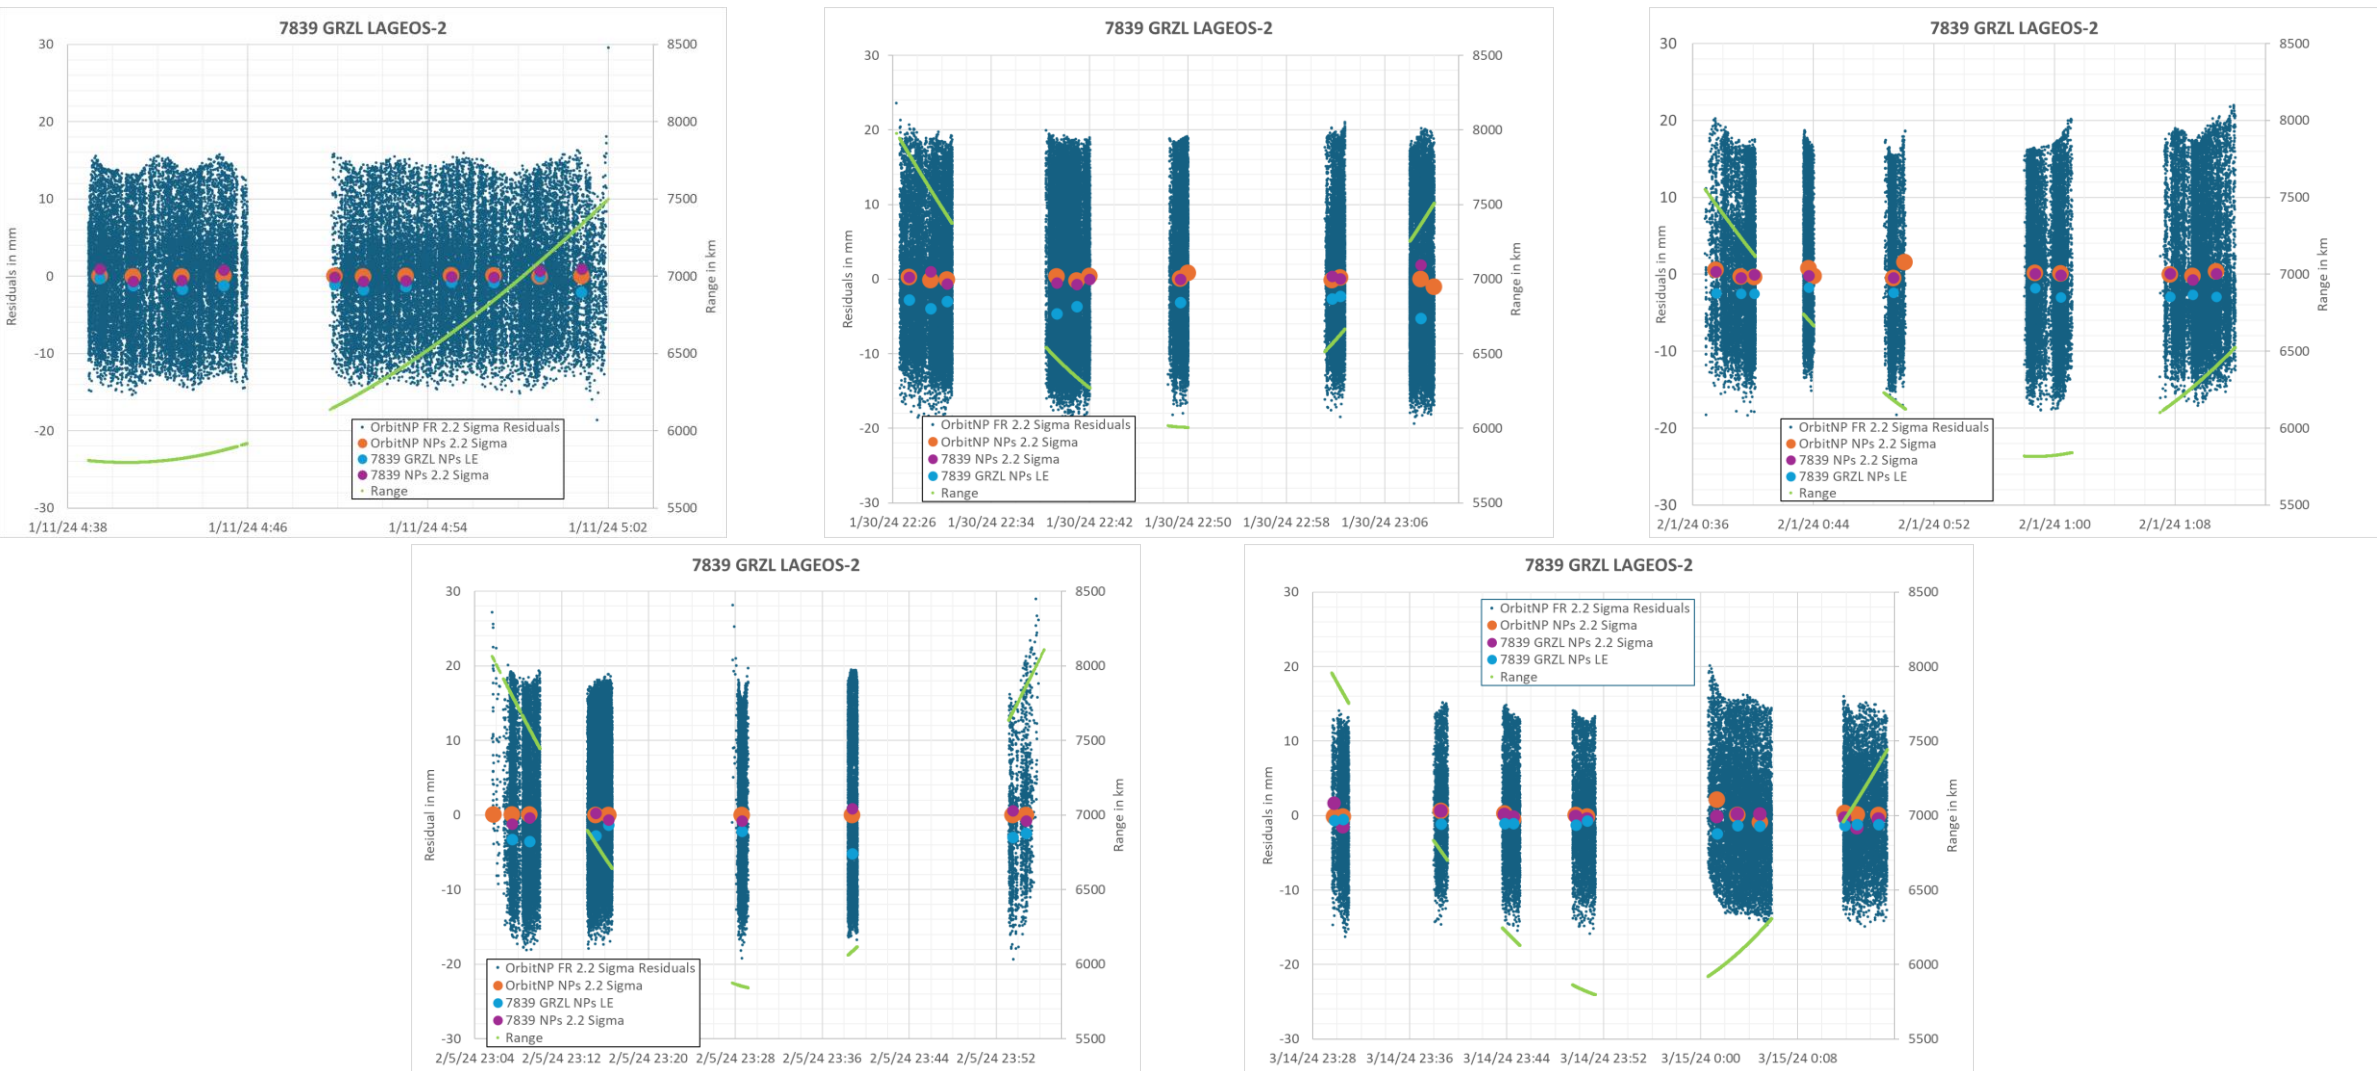 7839 GRZL LAGEOS-2
30
20
10
0
-10
-20
-30
8500
8000
7500
7000
6500
6000
5500
Residuals in mm
Range in km
OrbitNP FR 2.2 Sigma Residuals
OrbitNP NPs 2.2 Sigma
7839 GRZL NPs LE
7839 NPs 2.2 Sigma
Range
1/11/24 4:38 1/11/24 4:46 1/11/24 4:54 1/11/24 5:02
7839 GRZL LAGEOS-2
30
20
10
0
-10
-20
-30
8500
8000
7500
7000
6500
6000
5500
Residuals in mm
Range in km
OrbitNP FR 2.2 Sigma Residuals
OrbitNP NPs 2.2 Sigma
7839 NPs 2.2 Sigma
7839 GRZL NPs LE
Range
1/30/24 22:26 1/30/24 22:34 1/30/24 22:42 1/30/24 22:50 1/30/24 22:58 1/30/24 23:06
7839 GRZL LAGEOS-2
30
20
10
0
-10
-20
-30
8500
8000
7500
7000
6500
6000
5500
Residuals in mm
Range in km
OrbitNP FR 2.2 Sigma Residuals
OrbitNP NPs 2.2 Sigma
7839 NPs 2.2 Sigma
7839 GRZL NPs LE
Range
2/1/24 0:36 2/1/24 0:44 2/1/24 0:52 2/1/24 1:00 2/1/24 1:08
7839 GRZL LAGEOS-2
30
20
10
0
-10
-20
-30
8500
8000
7500
7000
6500
6000
5500
Residual in mm
Range in km
OrbitNP FR 2.2 Sigma Residuals
OrbitNP NPs 2.2 Sigma
7839 GRZL NPs LE
7839 NPs 2.2 Sigma
Range
2/5/24 23:04 2/5/24 23:12 2/5/24 23:20 2/5/24 23:28 2/5/24 23:36 2/5/24 23:44 2/5/24 23:52
7839 GRZL LAGEOS-2
30
20
10
0
-10
-20
-30
8500
8000
7500
7000
6500
6000
5500
Residuals in mm
Range in km
OrbitNP FR 2.2 Sigma Residuals
OrbitNP NPs 2.2 Sigma
7839 GRZL NPs 2.2 Sigma
7839 GRZL NPs LE
Range
3/14/24 23:28 3/14/24 23:36 3/14/24 23:44 3/14/24 23:52 3/15/24 0:00 3/15/24 0:08